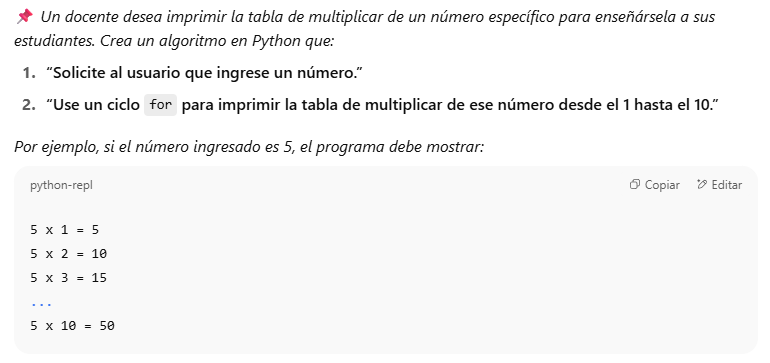 📌 Un docente desea imprimir la tabla de multiplicar de un número específico para enseñársela a sus
estudiantes. Crea un algoritmo en Python que:
1. “Solicite al usuario que ingrese un número.”
2. “Use un ciclo for para imprimir la tabla de multiplicar de ese número desde el 1 hasta el 10.”
Por ejemplo, si el número ingresado es 5, el programa debe mostrar:
python-repl Copiar Editar
5 x 1 = 5
5 x 2 = 10
5 x 3 = 15
...
5 x 10 = 50